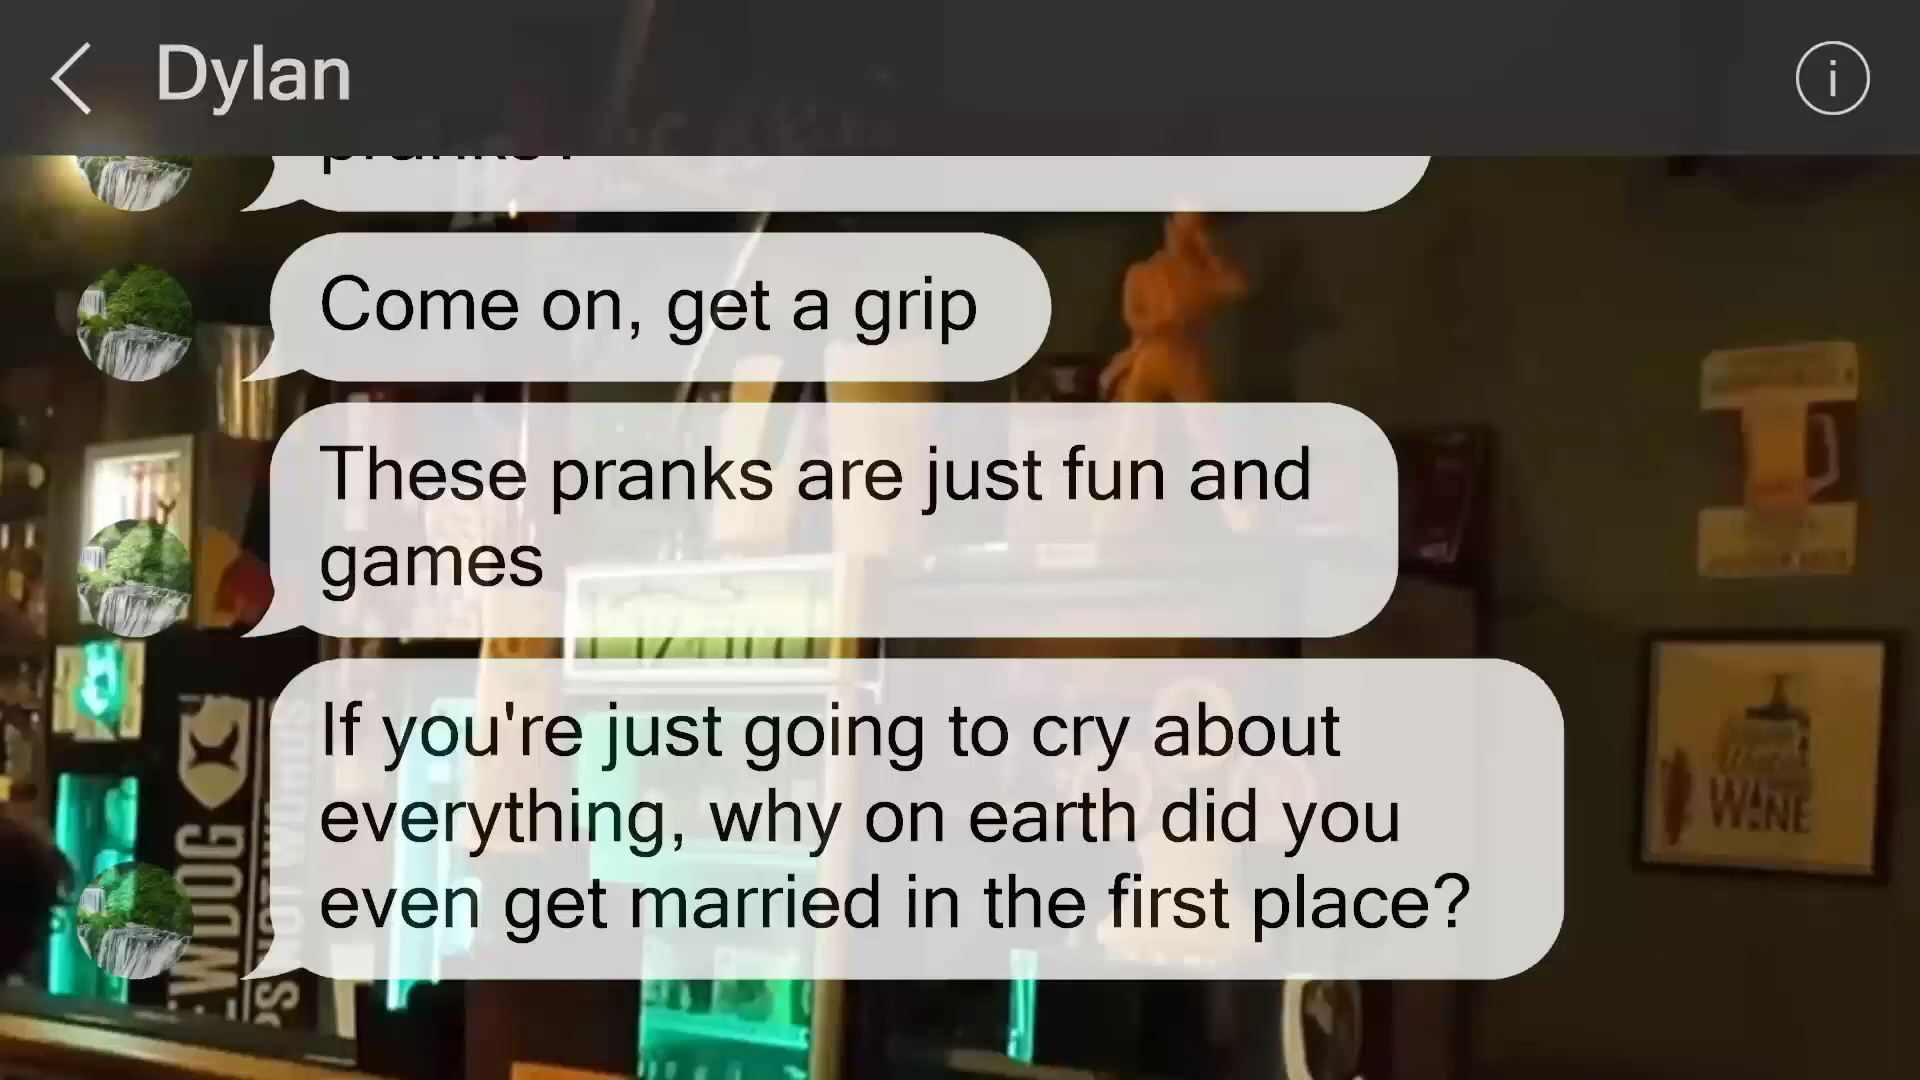 Dylan
Come on, get a grip
These pranks are just fun and
games
If you're just going to cry about
everything, why on earth did you
even get married in the first place?
WINE